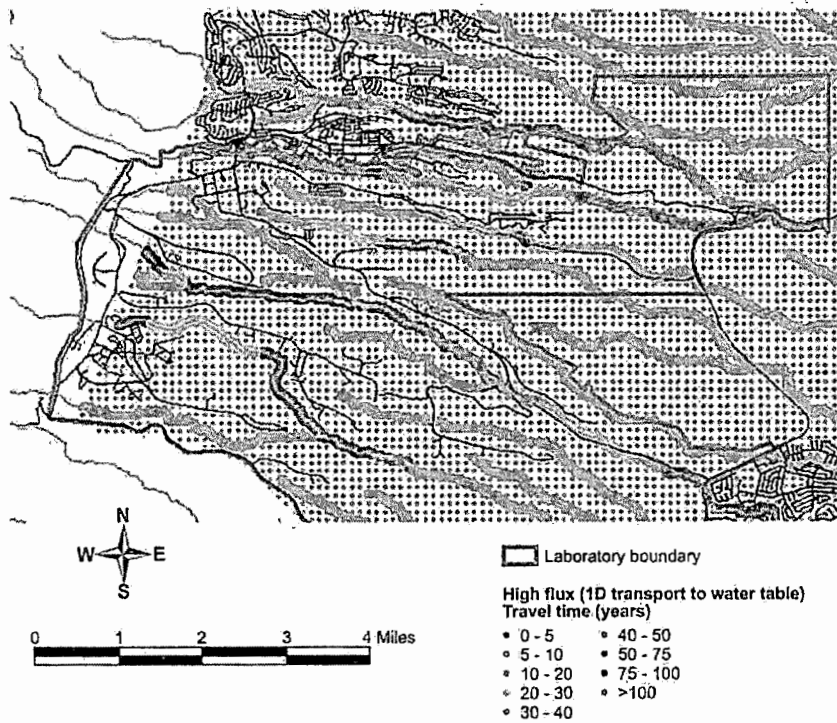 N
W E
S
0 1 2 3 4 Miles
Laboratory boundary
High flux (1D transport to water table)
Travel time (years)
0 - 5
5 - 10
10 - 20
20 - 30
30 - 40
40 - 50
50 - 75
75 - 100
>100